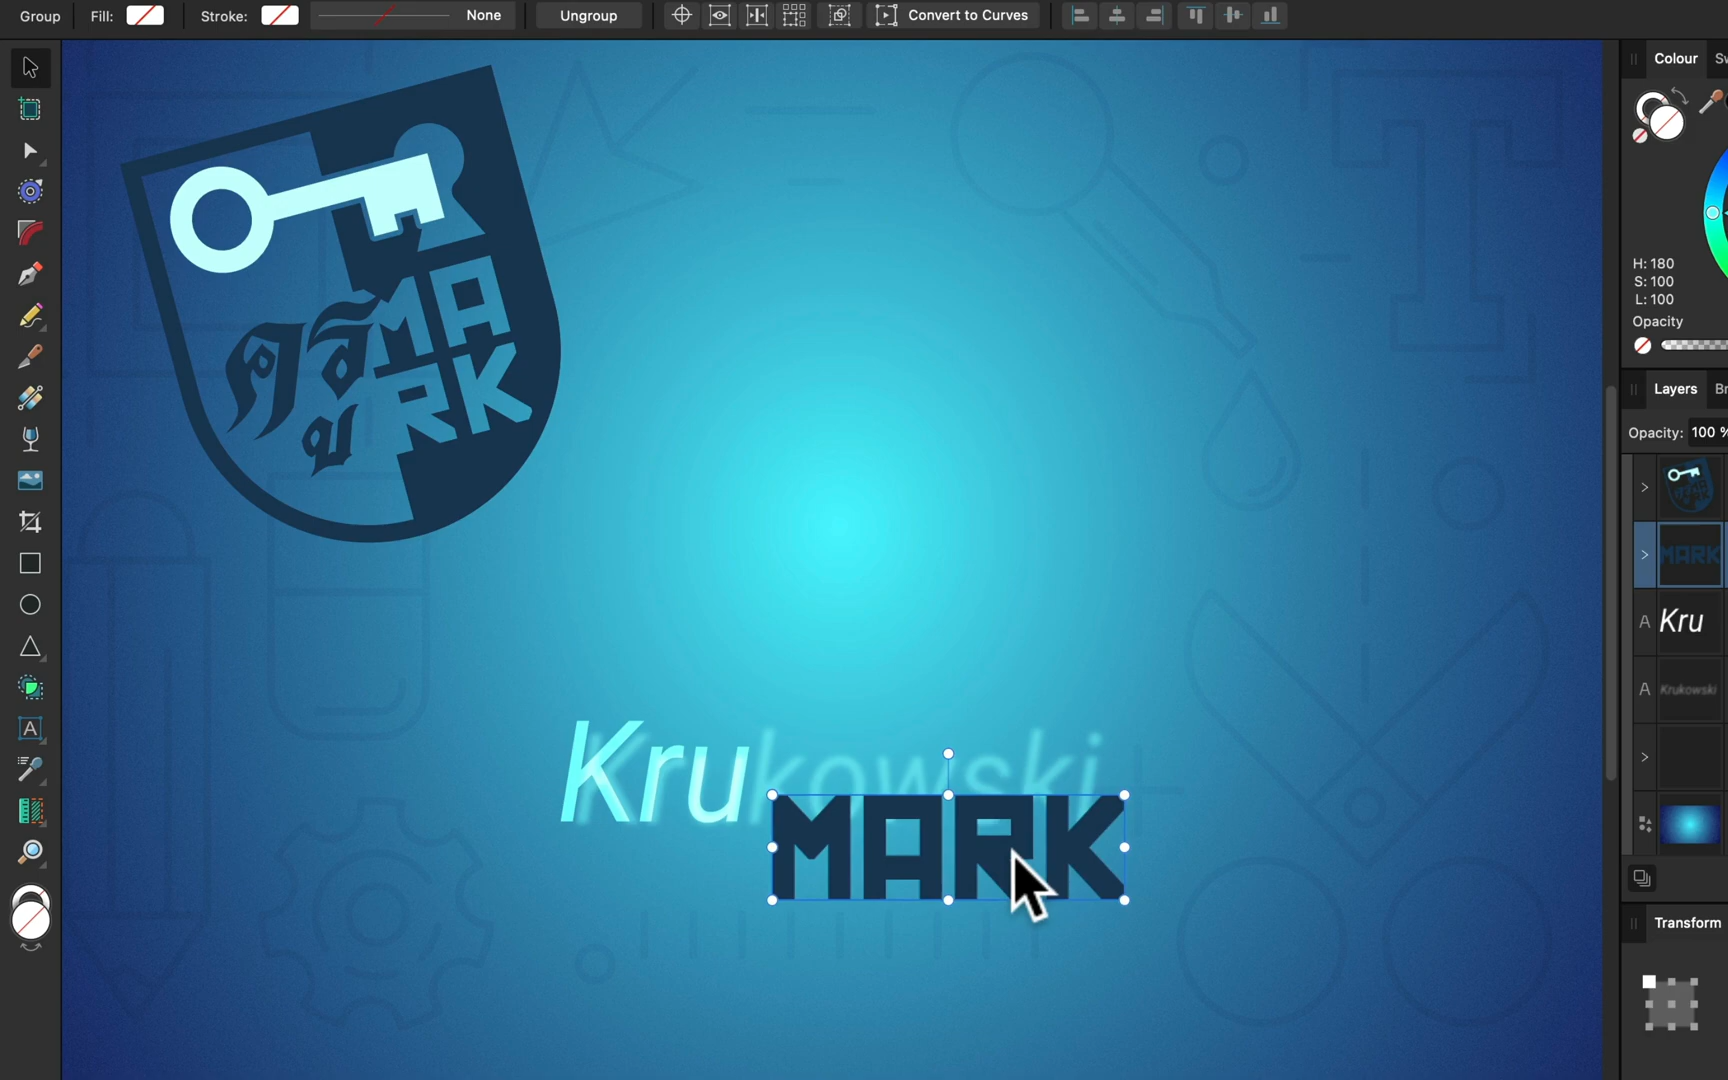 Group Fill: Stroke: None Ungroup Convert to Curves
Colour
H: 180
S: 100
L: 100
Opacity
Layers
Opacity: 100 %
MARK
Kru
Krukowski
Transform
MA
RK
Krukowski
MARK